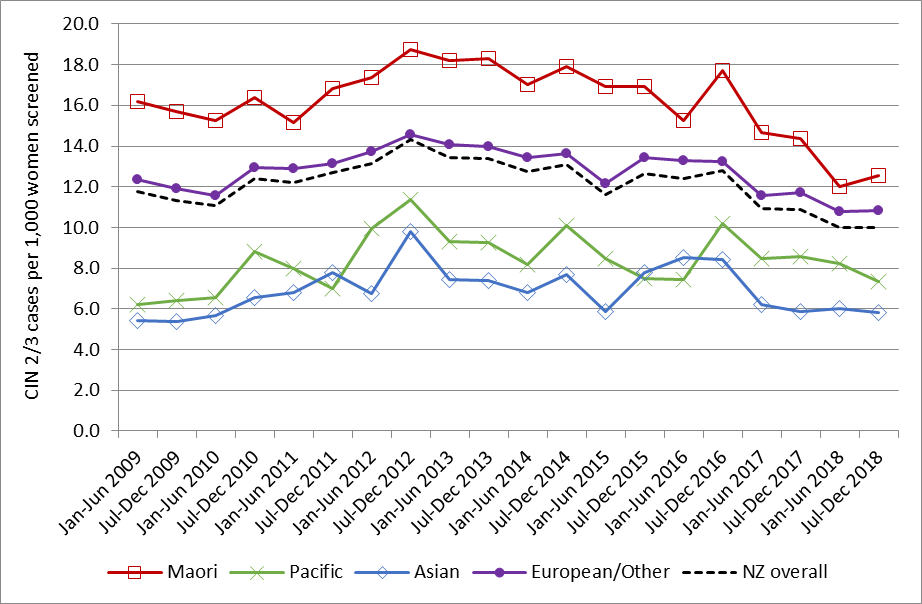 CIN 2/3 cases per 1,000 women screened
20.0
18.0
16.0
14.0
12.0
10.0
8.0
6.0
4.0
2.0
0.0
Jan-Jun 2009
Jul-Dec 2009
Jan-Jun 2010
Jul-Dec 2010
Jan-Jun 2011
Jul-Dec 2011
Jan-Jun 2012
Jul-Dec 2012
Jan-Jun 2013
Jul-Dec 2013
Jan-Jun 2014
Jul-Dec 2014
Jan-Jun 2015
Jul-Dec 2015
Jan-Jun 2016
Jul-Dec 2016
Jan-Jun 2017
Jul-Dec 2017
Jan-Jun 2018
Jul-Dec 2018
Maori Pacific Asian European/Other NZ overall